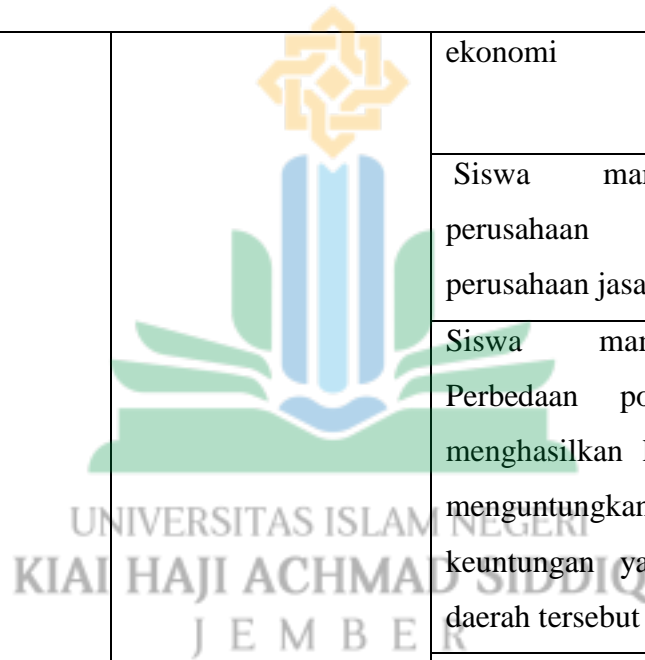 ekonomi
Siswa
perusahaan
perusahaan jasa
Siswa
Perbedaan
menghasilkan
menguntungkan
keuntungan
daerah tersebut
UNIVERSITAS ISLAM NEGERI
KIAI HAJI ACHMAD SIDDIQ
JEMBER